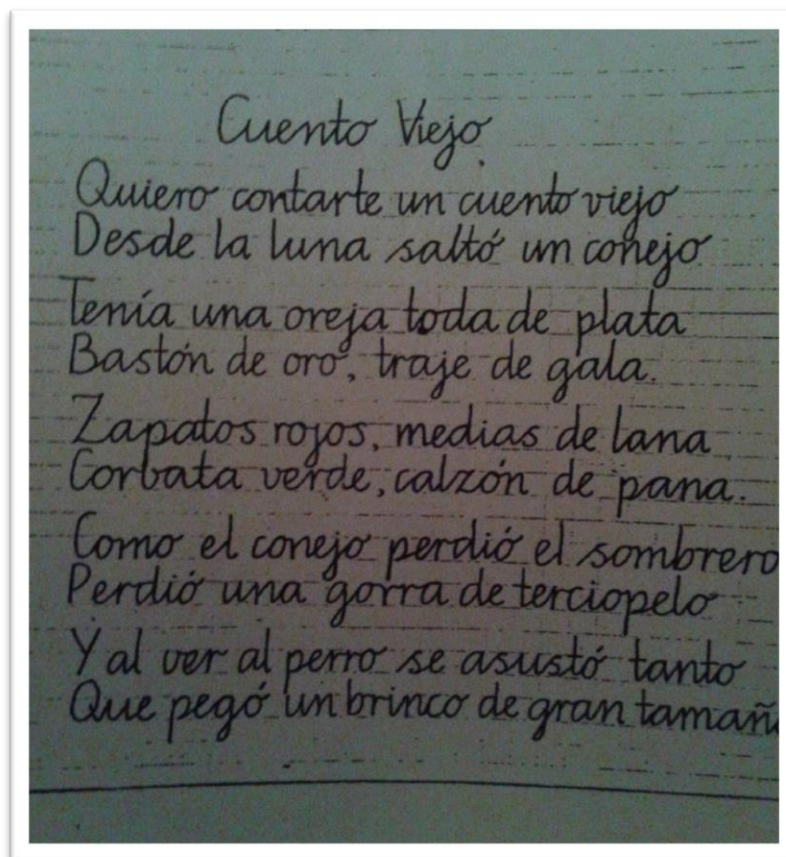 Cuento Viejo
Quiero contarte un cuento viejo
Desde la luna saltó un conejo
Tenía una oreja toda de plata
Bastón de oro, traje de gala.
Zapatos rojos, medias de lana
Corbata verde, calzón de pana.
Como el conejo perdió el sombrero
Perdió una gorra de terciopelo
Y al ver al perro se asustó tanto
Que pegó un brinco de gran tamañ